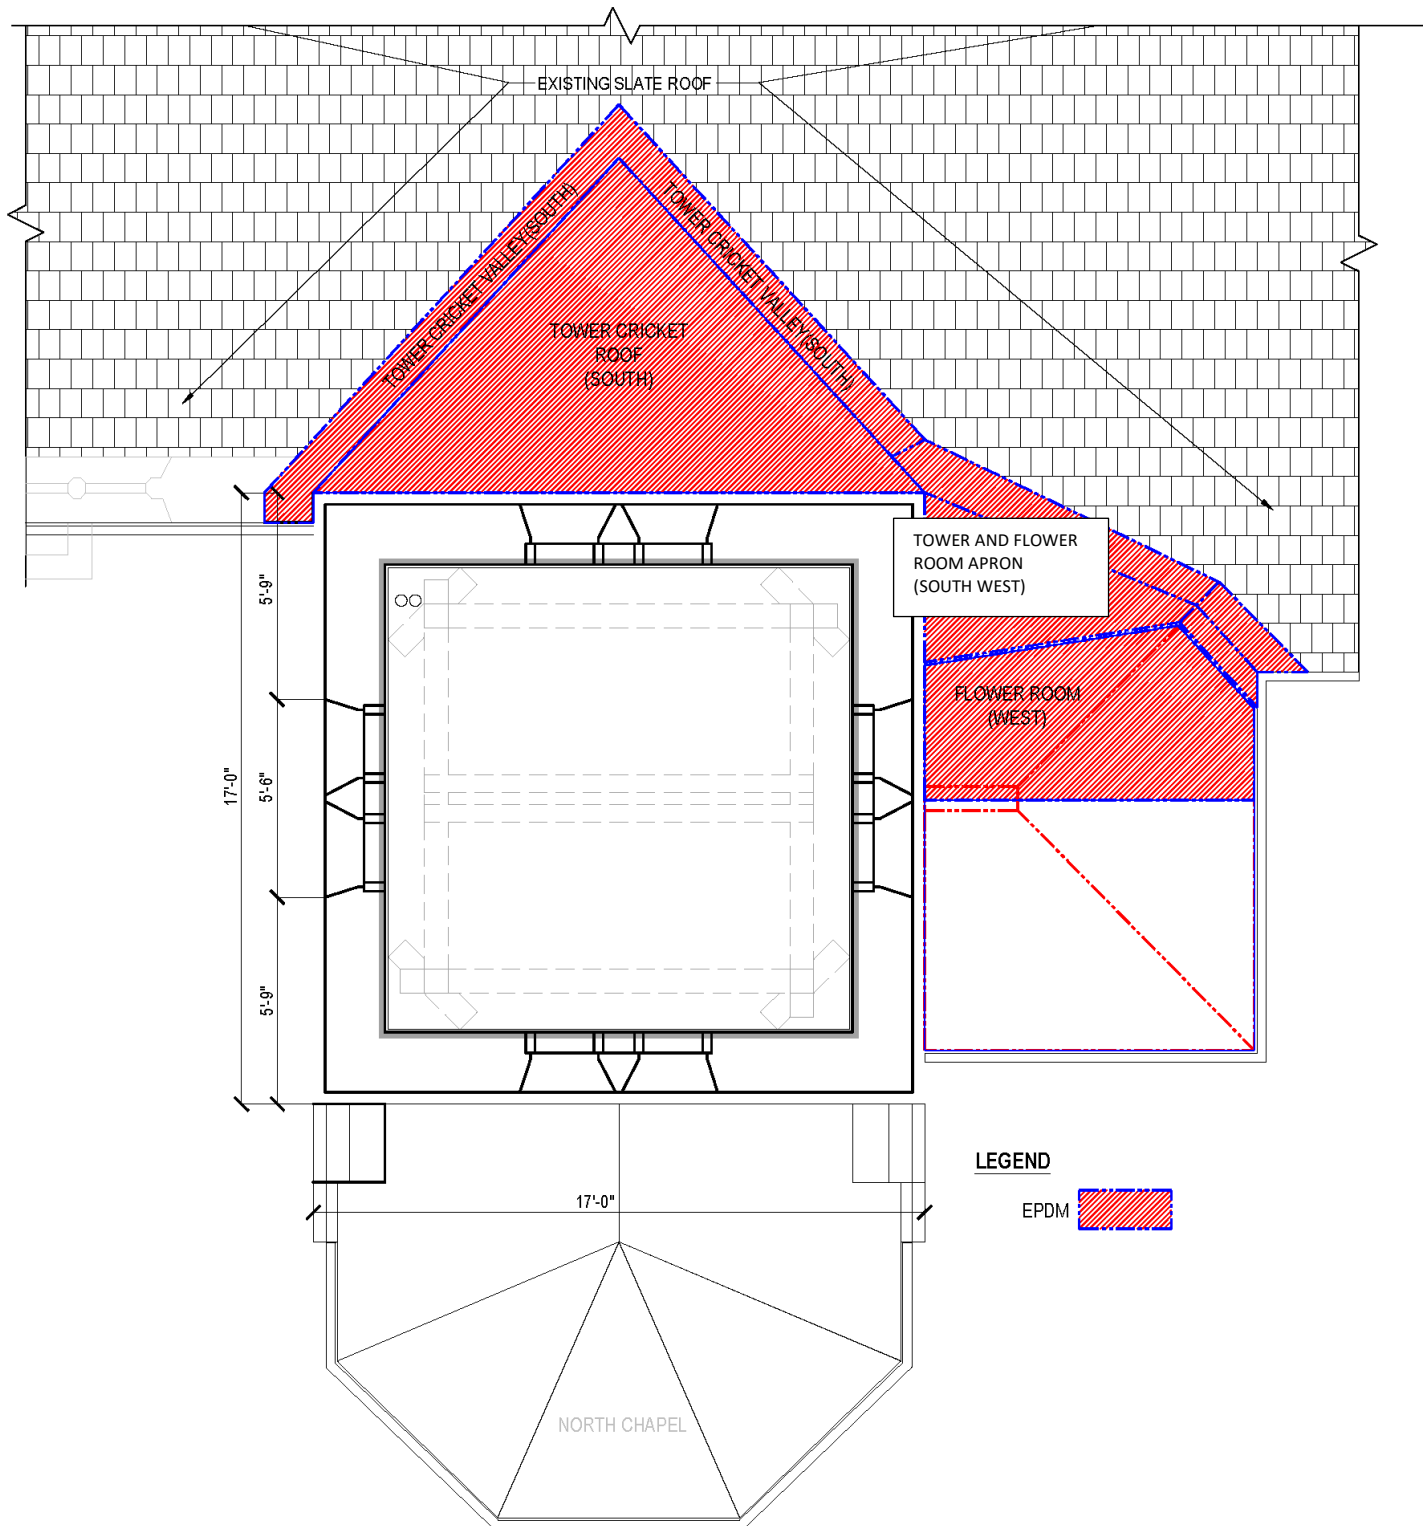 EXISTING SLATE ROOF
TOWER CRICKET VALLEY(SOUTH)
TOWER CRICKET VALLEY(SOUTH)
TOWER CRICKET
ROOF
(SOUTH)
TOWER AND FLOWER
ROOM APRON
(SOUTH WEST)
5'-9"
FLOWER ROOM
(WEST)
17'-0"
5'-6"
5'-9"
LEGEND
17'-0"
EPDM
NORTH CHAPEL